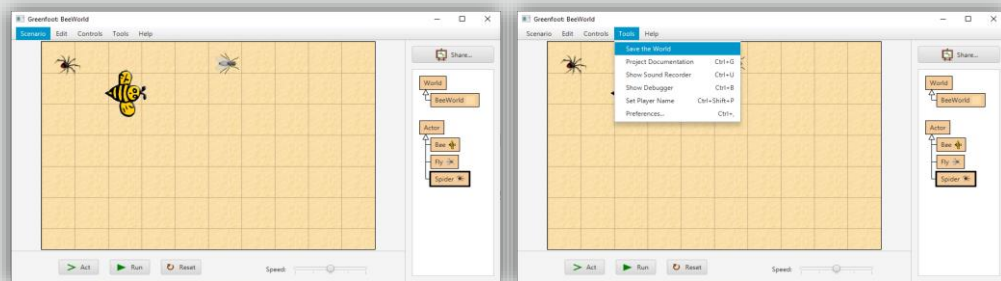 Greenfoot: BeeWorld
Scenario Edit Controls Tools Help
Share...
World
BeeWorld
Actor
Bee
Fly
Spider
Act Run Reset Speed:
Greenfoot: BeeWorld
Scenario Edit Controls Tools Help
Save the World
Project Documentation Ctrl+G
Show Sound Recorder Ctrl+U
Show Debugger Ctrl+B
Set Player Name Ctrl+Shift+P
Preferences... Ctrl+,
Share...
World
BeeWorld
Actor
Bee
Fly
Spider
Act Run Reset Speed: